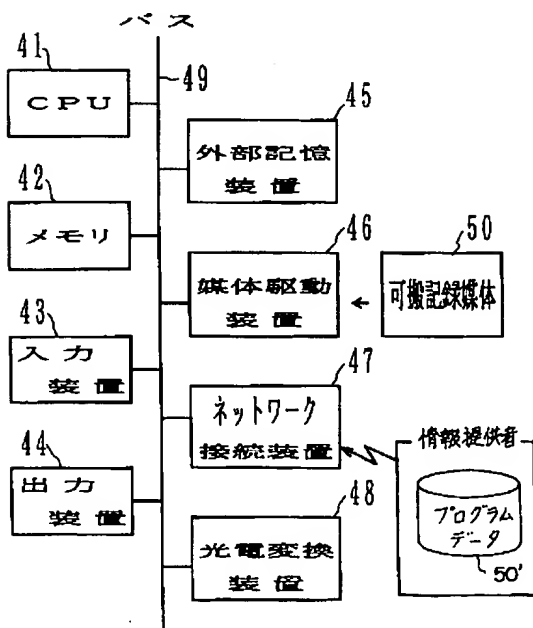 バス
41
49
CPU
45
外部記憶
装置
42
メモリ
46
50
媒体駆動
装置
可搬記録媒体
43
入力
装置
47
ネットワーク
接続装置
情報提供者
プログラム
データ
50'
44
出力
装置
48
光電変換
装置